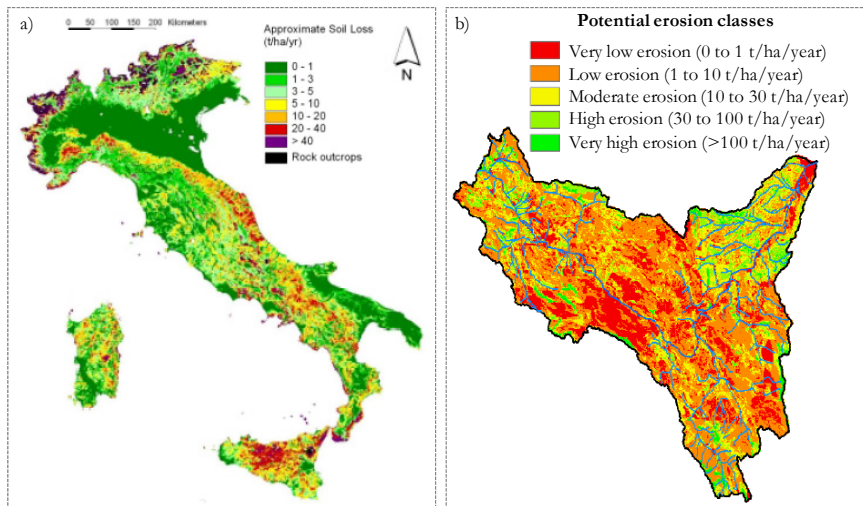 a)
0 50 100 200 Kilometers
Approximate Soil Loss
(t/ha/yr)
0 - 1
1 - 3
3 - 5
5 - 10
10 - 20
20 - 40
> 40
Rock outcrops
N
b)
Potential erosion classes
Very low erosion (0 to 1 t/ha/year)
Low erosion (1 to 10 t/ha/year)
Moderate erosion (10 to 30 t/ha/year)
High erosion (30 to 100 t/ha/year)
Very high erosion (>100 t/ha/year)